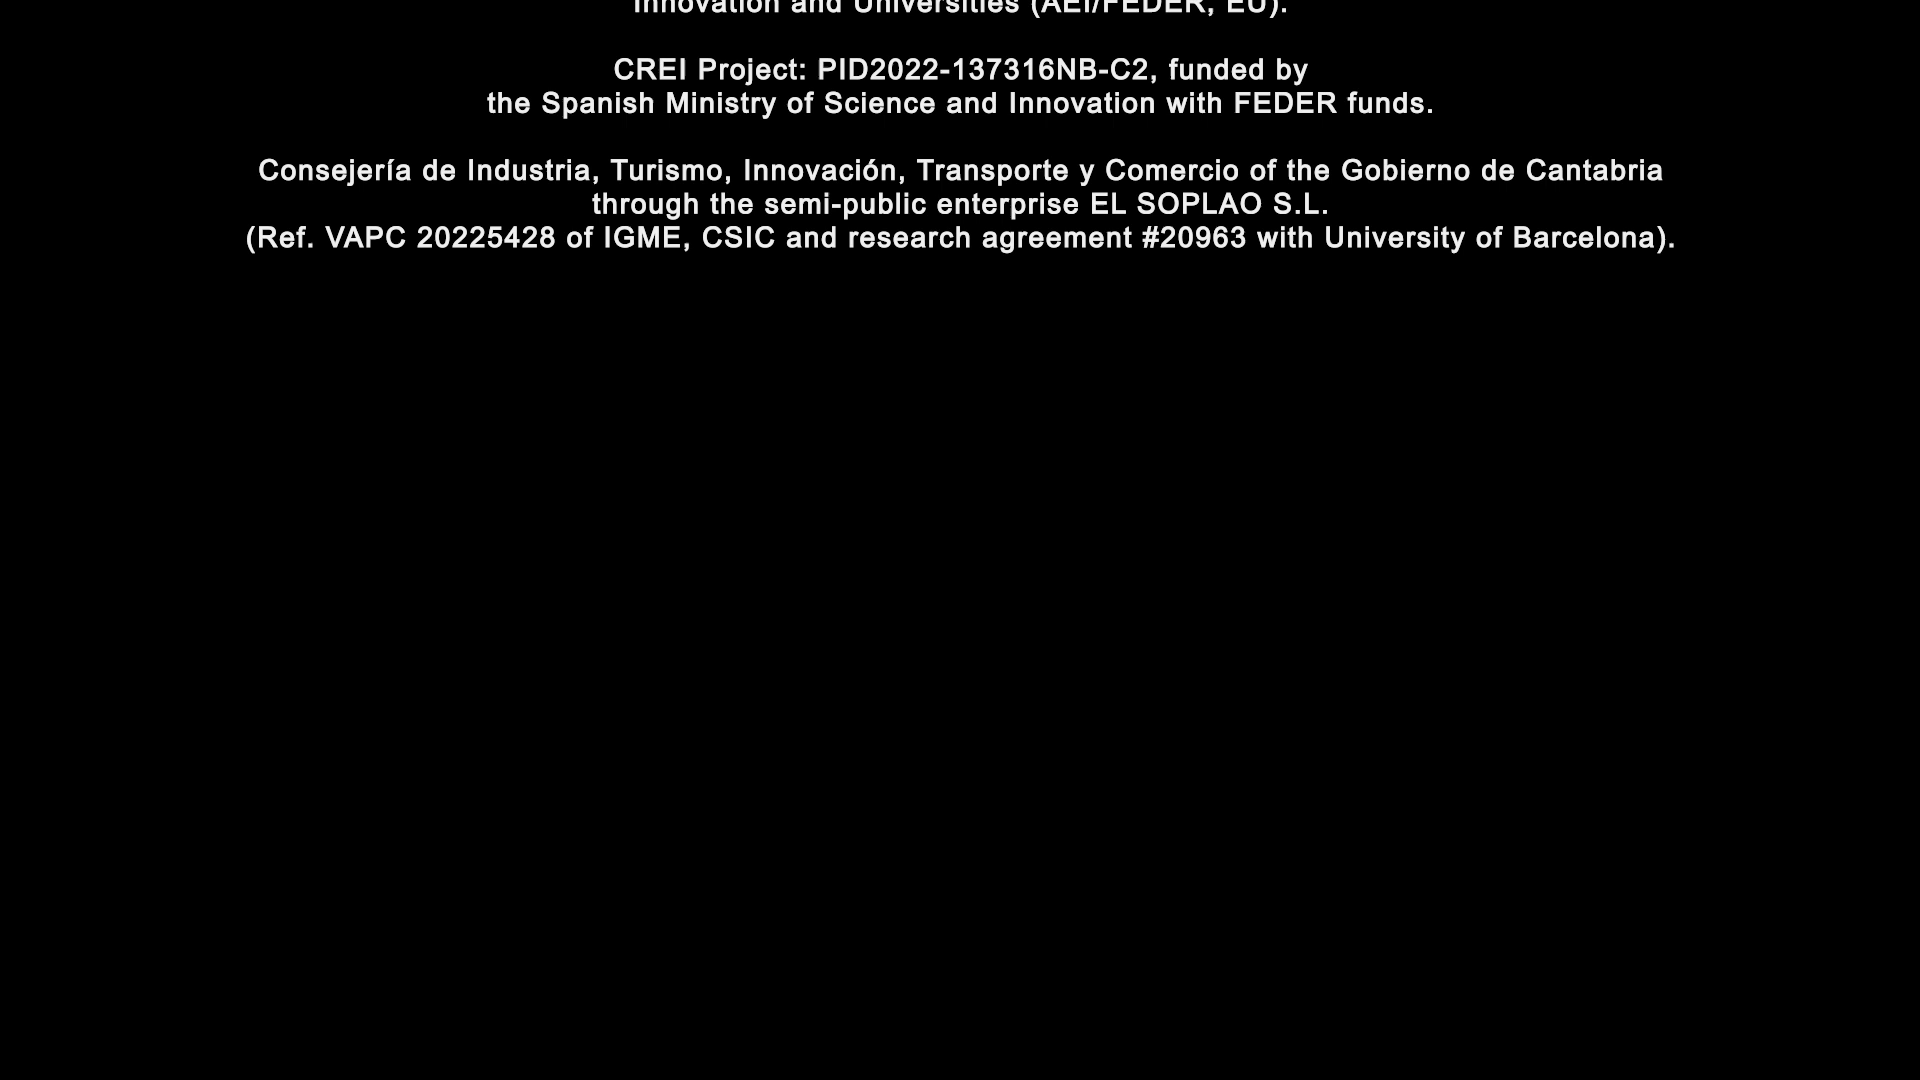 Innovation and Universities (AEI/FEDER, EU).
CREI Project: PID2022-137316NB-C2, funded by
the Spanish Ministry of Science and Innovation with FEDER funds.
Consejería de Industria, Turismo, Innovación, Transporte y Comercio of the Gobierno de Cantabria
through the semi-public enterprise EL SOPLAO S.L.
(Ref. VAPC 20225428 of IGME, CSIC and research agreement #20963 with University of Barcelona).